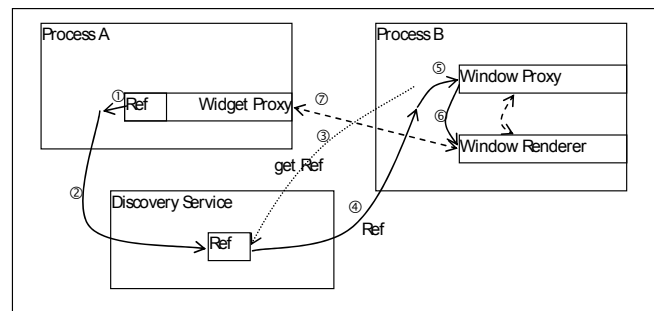 Process A
Process B
① Ref Widget Proxy
⑦
⑤
Window Proxy
⑥
③
Window Renderer
get Ref
②
Discovery Service
④
Ref
Ref